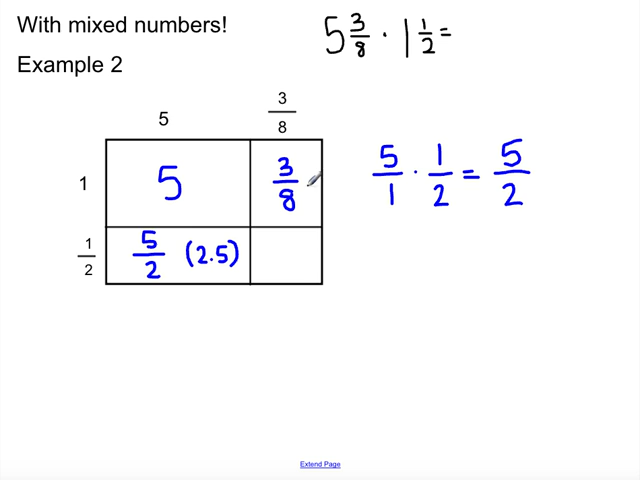 With mixed numbers!
5 3/8 · 1 1/2 =
Example 2
5 3/8
1 5 3/8
5/1 · 1/2 = 5/2
1/2 5/2 (2.5)
Extend Page